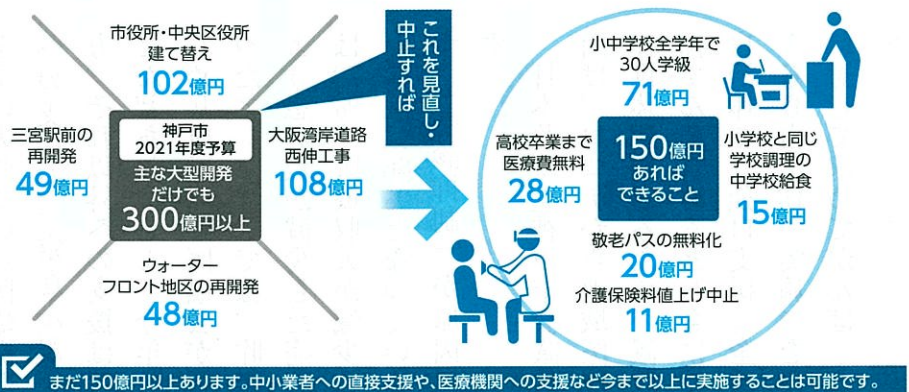 市役所・中央区役所
建て替え
102億円
三宮駅前の
再開発
49億円
神戸市
2021年度予算
主な大型開発
だけでも
300億円以上
大阪湾岸道路
西伸工事
108億円
ウォーター
フロント地区の再開発
48億円
これを見直し・
中止すれば
小中学校全学年で
30人学級
71億円
高校卒業まで
医療費無料
28億円
150億円
あれば
できること
小学校と同じ
学校調理の
中学校給食
15億円
敬老パスの無料化
20億円
介護保険料値上げ中止
11億円
まだ150億円以上あります。中小業者への直接支援や、医療機関への支援など今まで以上に実施することは可能です。